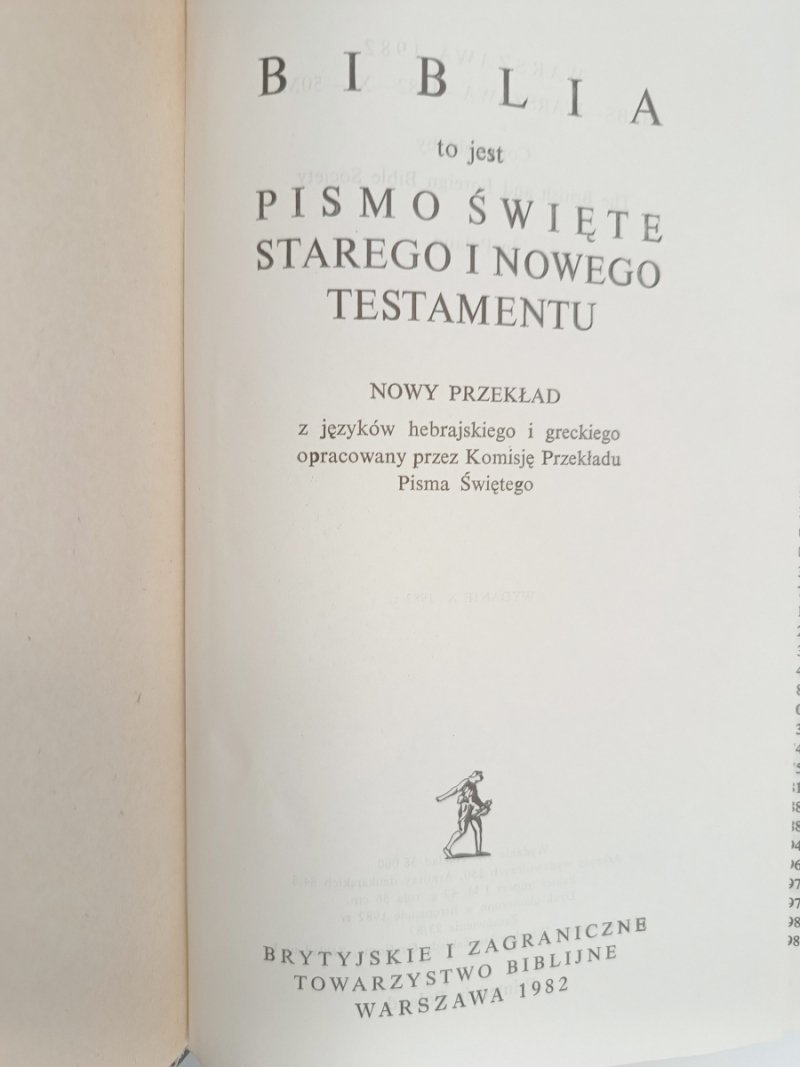 BIBLIA
to jest
PISMO ŚWIĘTE
STAREGO I NOWEGO
TESTAMENTU
NOWY PRZEKŁAD
z języków hebrajskiego i greckiego
opracowany przez Komisję Przekładu
Pisma Świętego
BRYTYJSKIE I ZAGRANICZNE
TOWARZYSTWO BIBLIJNE
WARSZAWA 1982